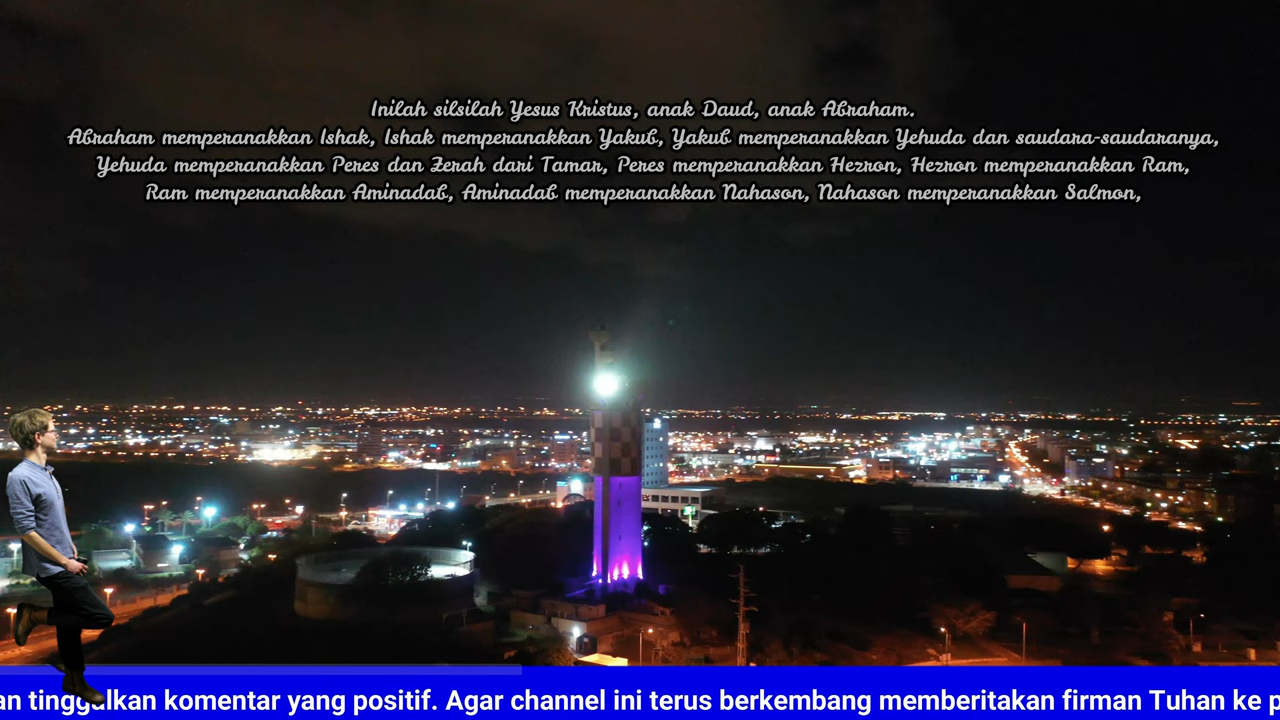 Inilah silsilah Yesus Kristus, anak Daud, anak Abraham.
Abraham memperanakkan Ishak, Ishak memperanakkan Yakub, Yakub memperanakkan Yehuda dan saudara-saudaranya,
Yehuda memperanakkan Peres dan Zerah dari Tamar, Peres memperanakkan Hezron, Hezron memperanakkan Ram,
Ram memperanakkan Aminadab, Aminadab memperanakkan Nahason, Nahason memperanakkan Salmon,
komentar yang positif. Agar channel ini terus berkembang memberitakan firman Tuhan ke